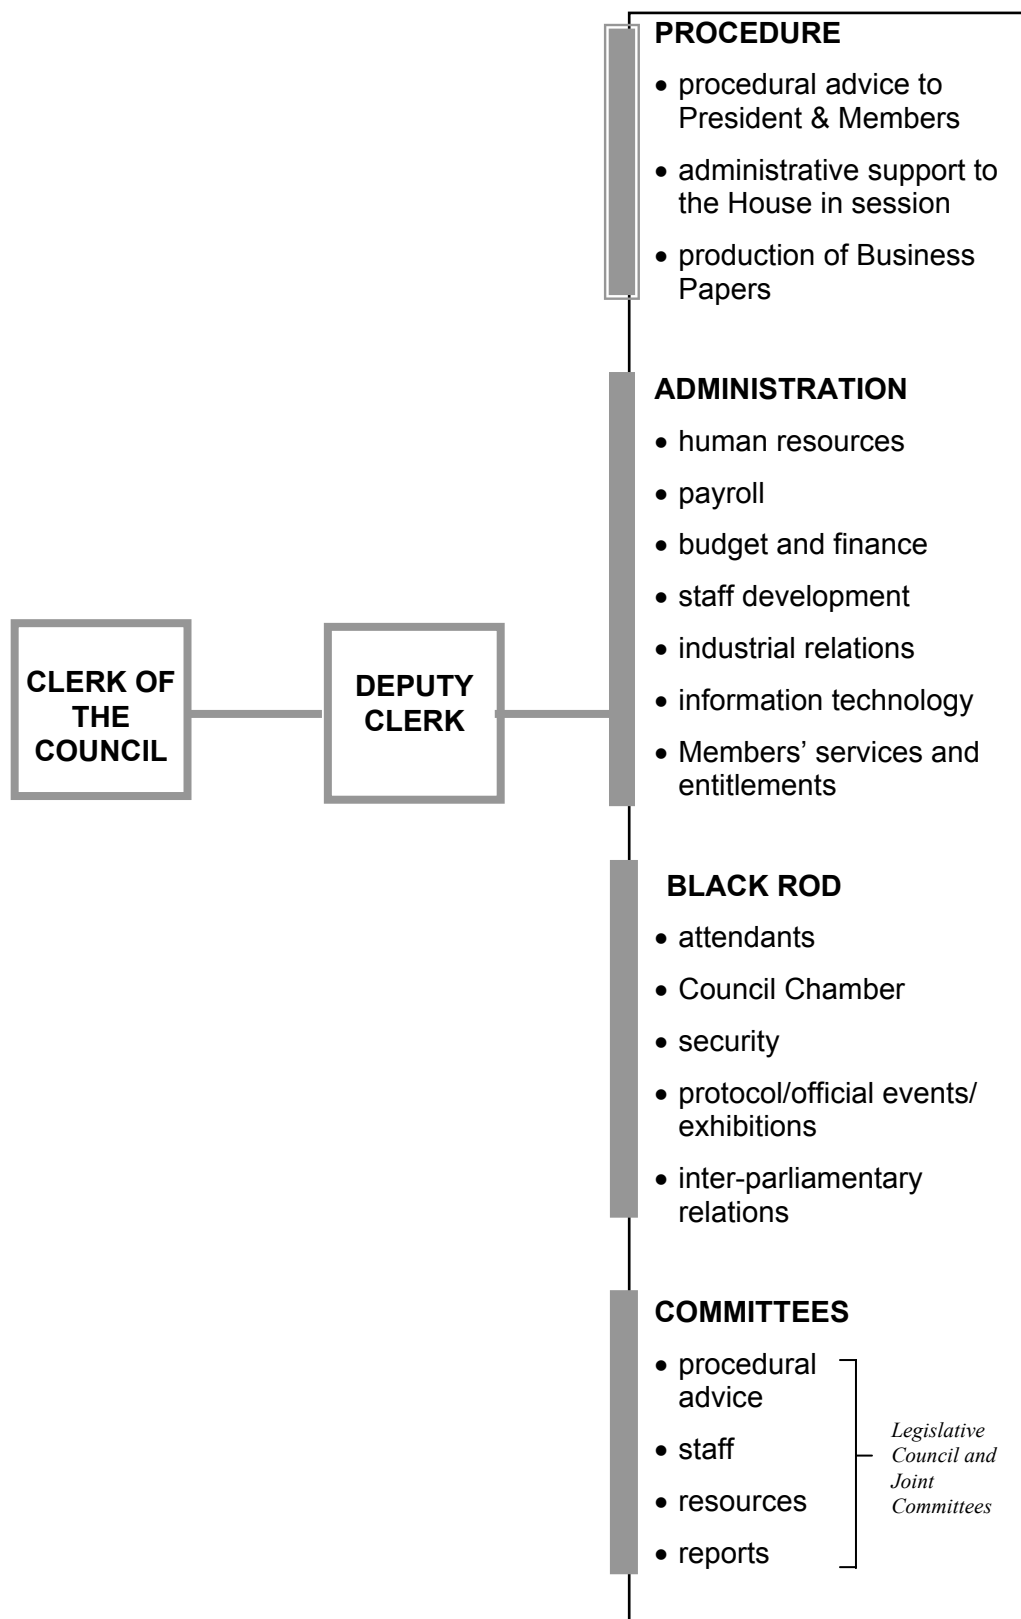 PROCEDURE
• procedural advice to
President & Members
• administrative support to
the House in session
• production of Business
Papers
ADMINISTRATION
• human resources
• payroll
• budget and finance
• staff development
• industrial relations
• information technology
• Members’ services and
entitlements
CLERK OF
THE
COUNCIL
DEPUTY
CLERK
BLACK ROD
• attendants
• Council Chamber
• security
• protocol/official events/
exhibitions
• inter-parliamentary
relations
COMMITTEES
• procedural
advice
• staff
• resources
• reports
Legislative
Council and
Joint
Committees